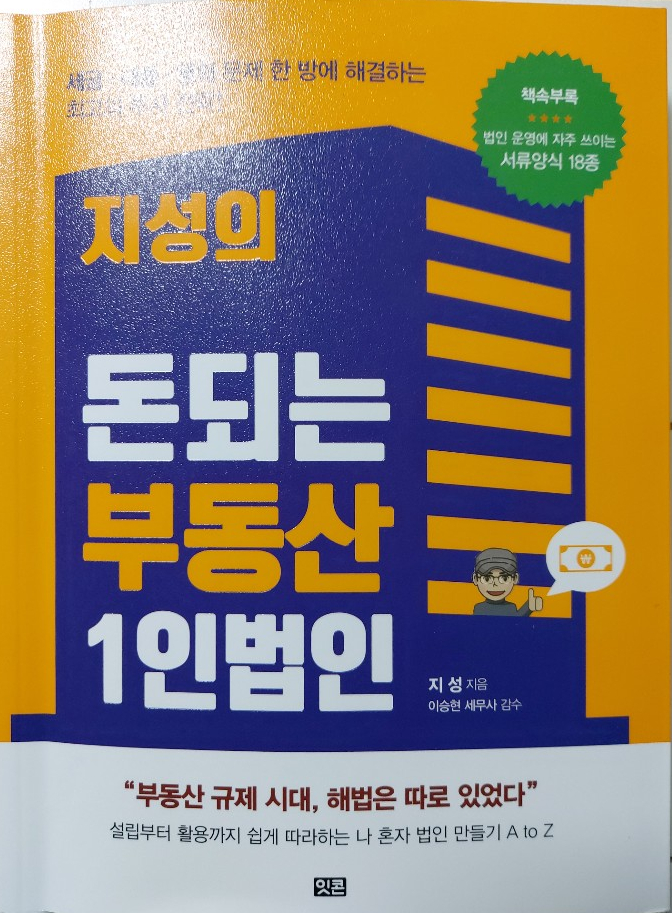 문제 한 방에 해결하는
책속부록
법인 운영에 자주 쓰이는
서류양식 18종
지성의
돈되는
부동산
1인법인
₩
지성 지음
이승현 세무사 감수
“부동산 규제 시대, 해법은 따로 있었다”
설립부터 활용까지 쉽게 따라하는 나 혼자 법인 만들기 A to Z
잇콘